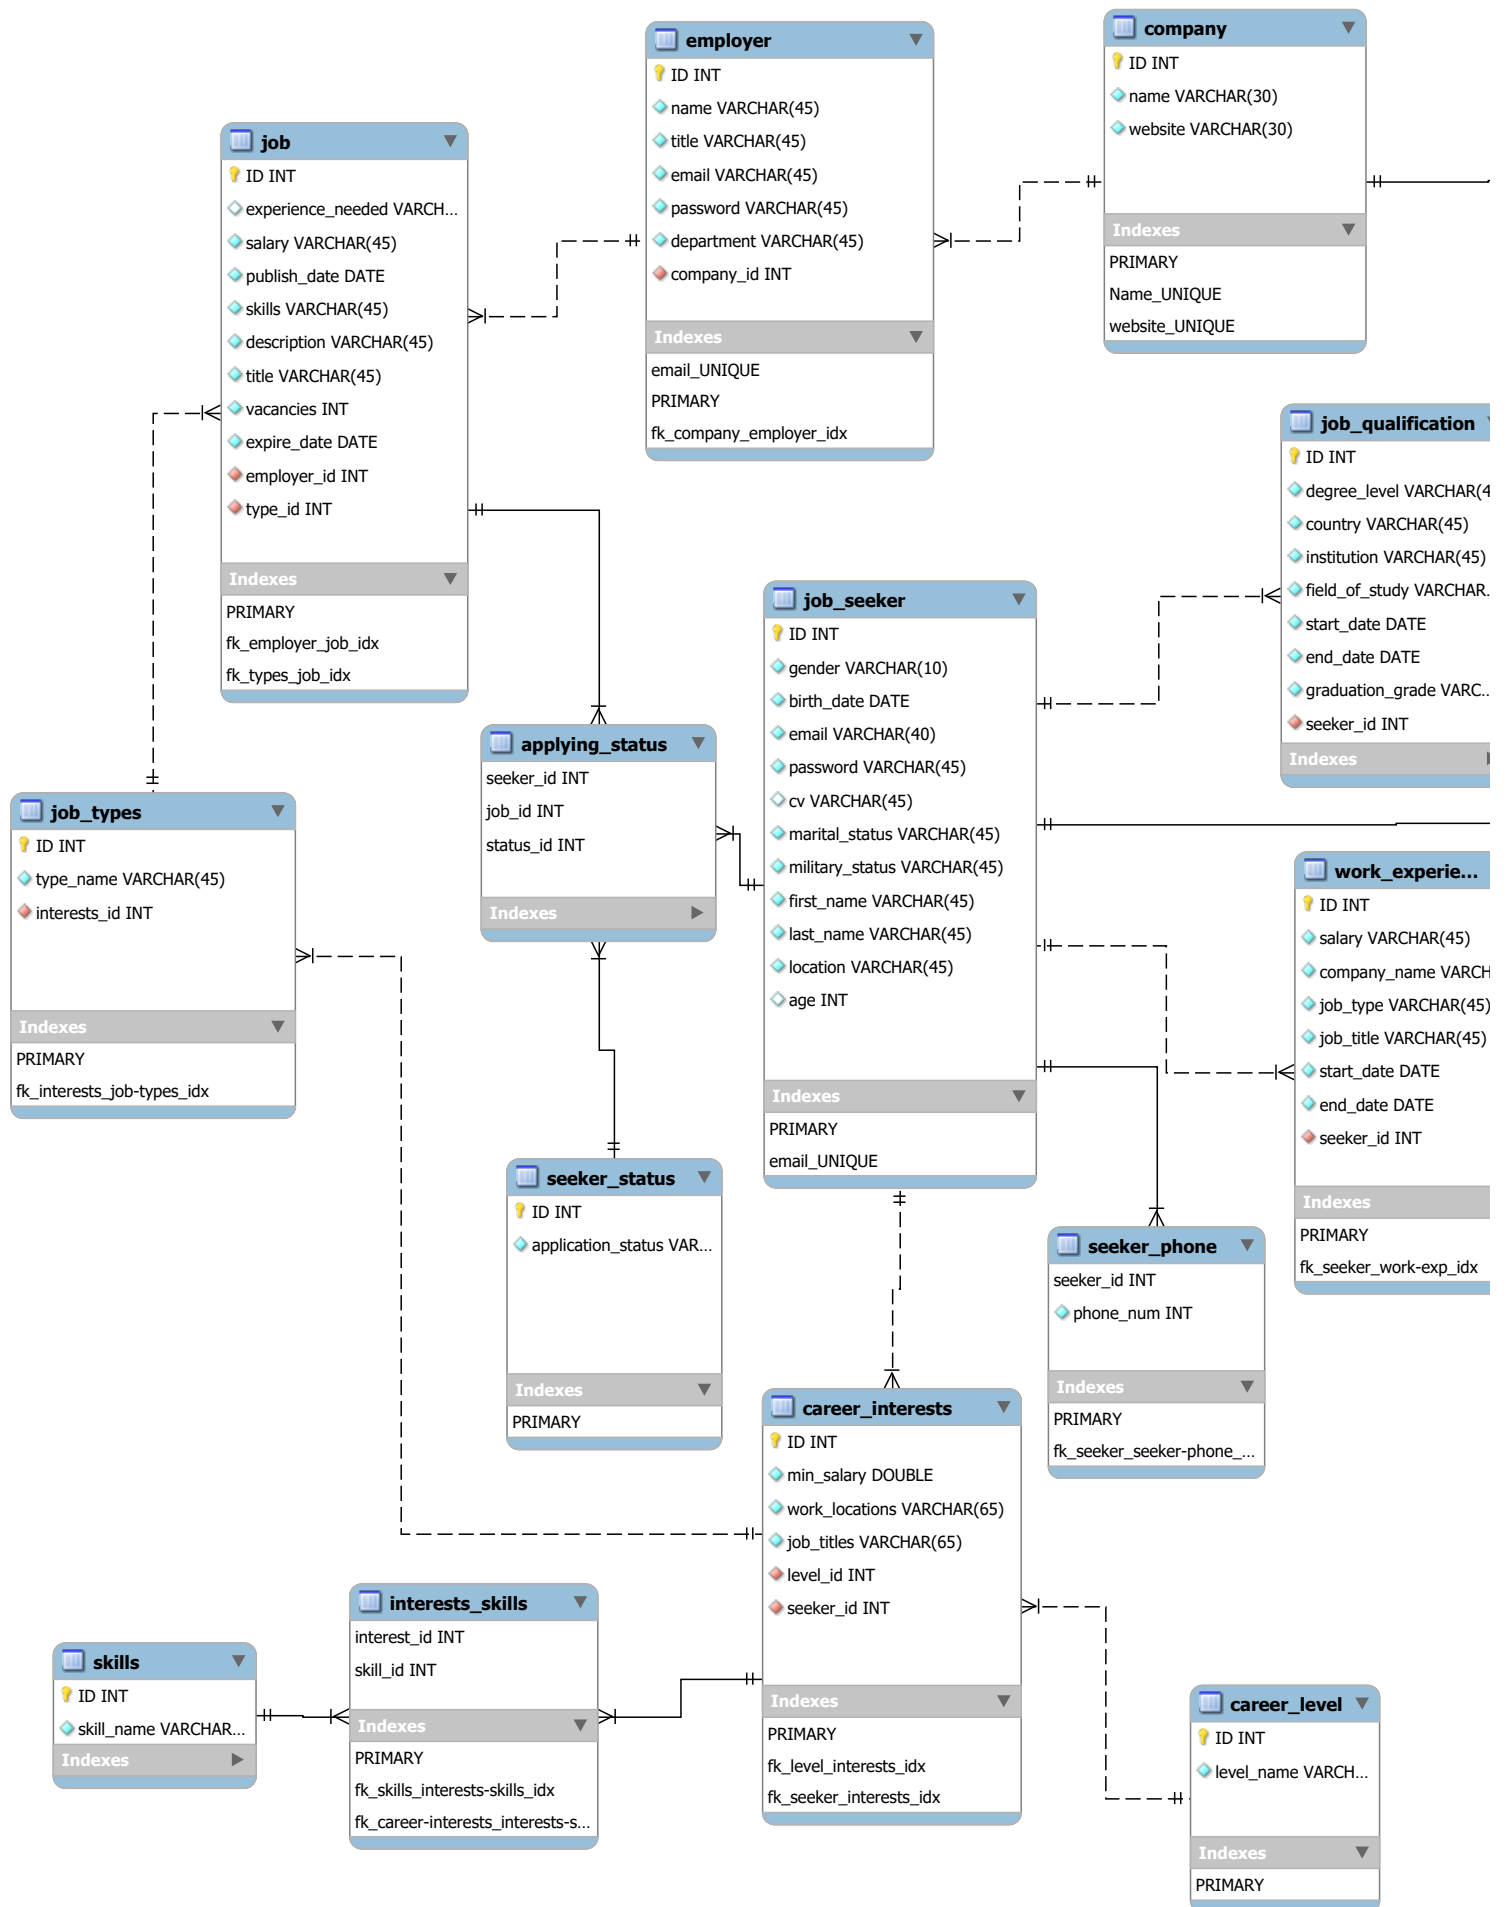 employer
ID INT
name VARCHAR(45)
title VARCHAR(45)
email VARCHAR(45)
password VARCHAR(45)
department VARCHAR(45)
company_id INT
Indexes
email_UNIQUE
PRIMARY
fk_company_employer_idx
company
ID INT
name VARCHAR(30)
website VARCHAR(30)
Indexes
PRIMARY
Name_UNIQUE
website_UNIQUE
job
ID INT
experience_needed VARCH...
salary VARCHAR(45)
publish_date DATE
skills VARCHAR(45)
description VARCHAR(45)
title VARCHAR(45)
vacancies INT
expire_date DATE
employer_id INT
type_id INT
Indexes
PRIMARY
fk_employer_job_idx
fk_types_job_idx
job_qualification
ID INT
degree_level VARCHAR(4
country VARCHAR(45)
institution VARCHAR(45)
field_of_study VARCHAR.
start_date DATE
end_date DATE
graduation_grade VARC..
seeker_id INT
Indexes
job_seeker
ID INT
gender VARCHAR(10)
birth_date DATE
email VARCHAR(40)
password VARCHAR(45)
cv VARCHAR(45)
marital_status VARCHAR(45)
military_status VARCHAR(45)
first_name VARCHAR(45)
last_name VARCHAR(45)
location VARCHAR(45)
age INT
Indexes
PRIMARY
email_UNIQUE
applying_status
seeker_id INT
job_id INT
status_id INT
Indexes
job_types
ID INT
type_name VARCHAR(45)
interests_id INT
Indexes
PRIMARY
fk_interests_job-types_idx
work_experie...
ID INT
salary VARCHAR(45)
company_name VARCH
job_type VARCHAR(45)
job_title VARCHAR(45)
start_date DATE
end_date DATE
seeker_id INT
Indexes
PRIMARY
fk_seeker_work-exp_idx
seeker_status
ID INT
application_status VAR...
Indexes
PRIMARY
seeker_phone
seeker_id INT
phone_num INT
Indexes
PRIMARY
fk_seeker_seeker-phone_...
career_interests
ID INT
min_salary DOUBLE
work_locations VARCHAR(65)
job_titles VARCHAR(65)
level_id INT
seeker_id INT
Indexes
PRIMARY
fk_level_interests_idx
fk_seeker_interests_idx
interests_skills
interest_id INT
skill_id INT
Indexes
PRIMARY
fk_skills_interests-skills_idx
fk_career-interests_interests-s...
skills
ID INT
skill_name VARCHAR...
Indexes
career_level
ID INT
level_name VARCH...
Indexes
PRIMARY